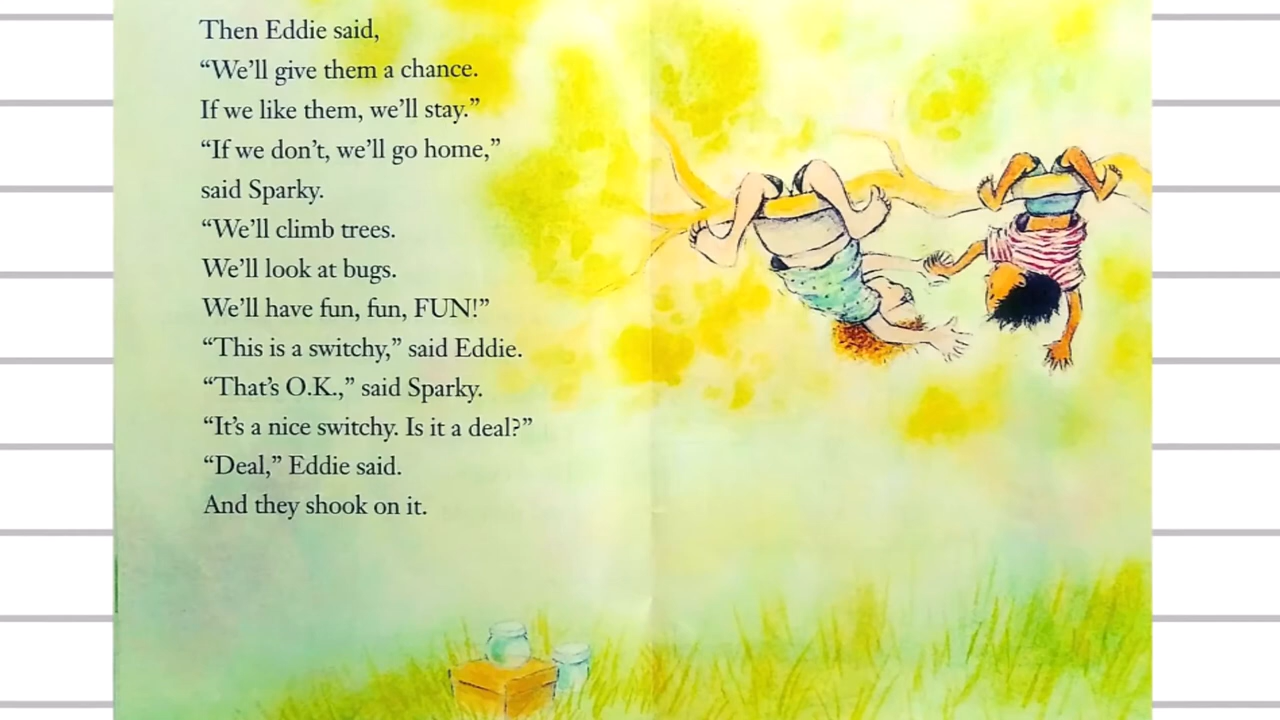 Then Eddie said,
“We’ll give them a chance.
If we like them, we’ll stay.”
“If we don’t, we’ll go home,”
said Sparky.
“We’ll climb trees.
We’ll look at bugs.
We’ll have fun, fun, FUN!”
“This is a switchy,” said Eddie.
“That’s O.K.,” said Sparky.
“It’s a nice switchy. Is it a deal?”
“Deal,” Eddie said.
And they shook on it.